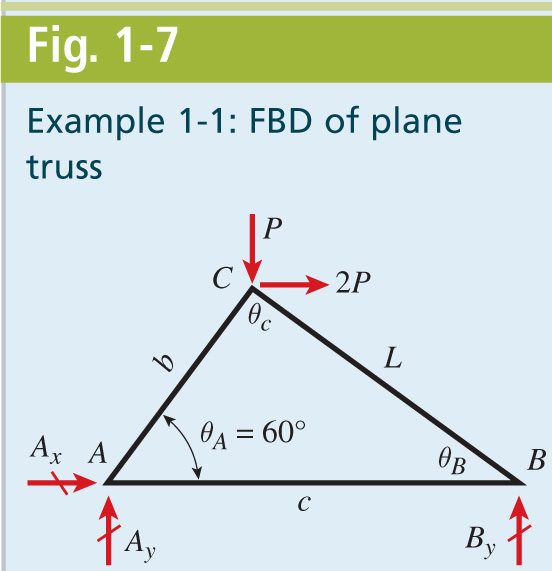 Fig. 1-7
Example 1-1: FBD of plane
truss
P
C
2P
θc
b
L
θA = 60°
Ax
A
θB
B
c
Ay
By